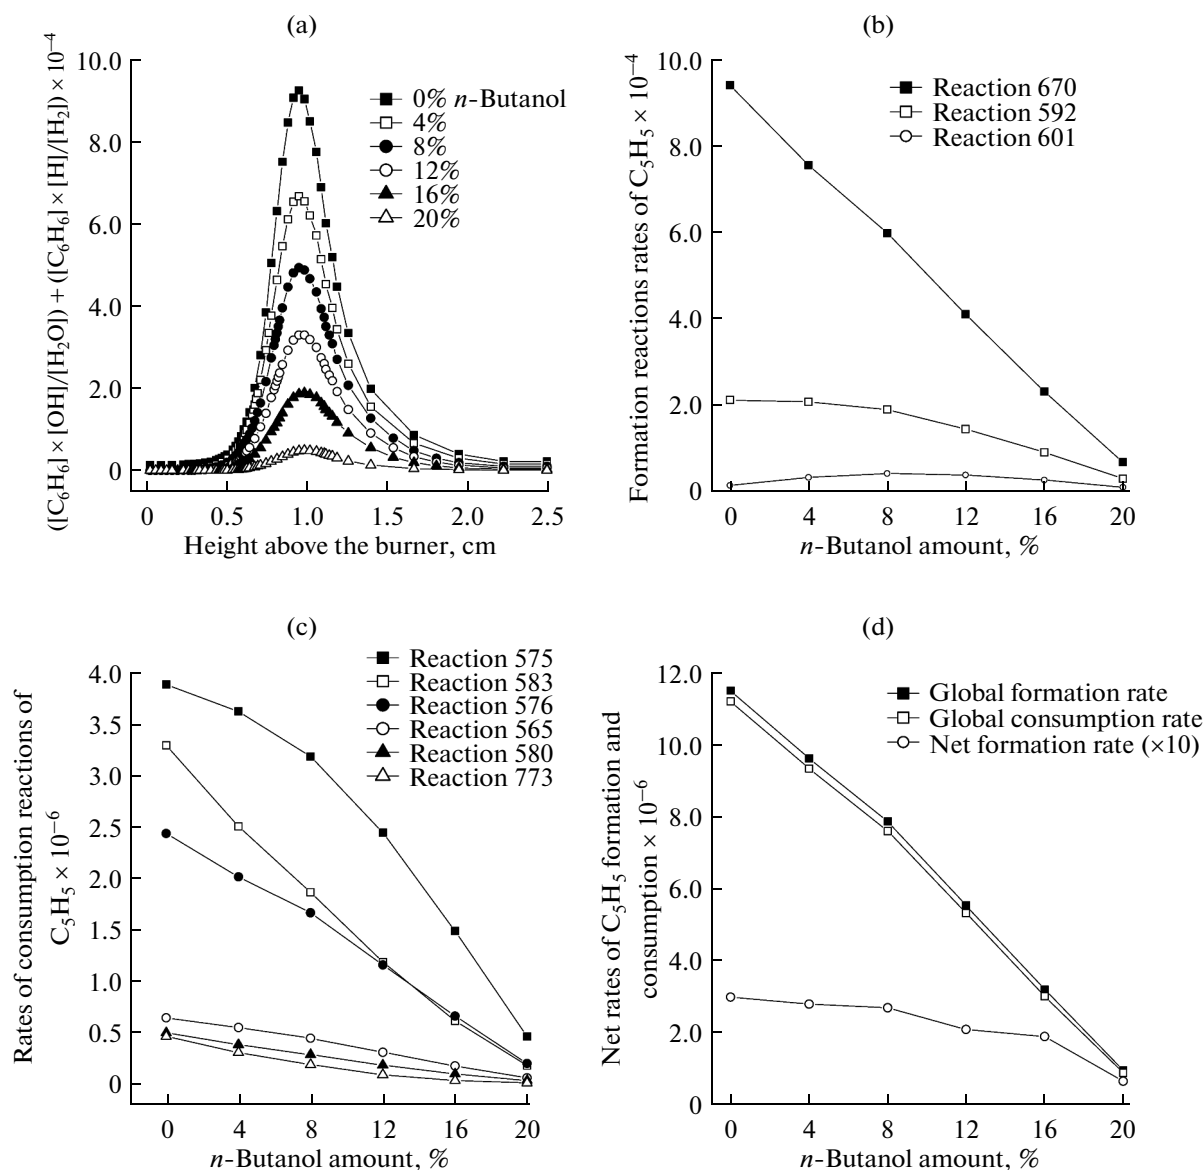 (a)
([C₆H₆] × [OH]/[H₂O]) + ([C₆H₆] × [H]/[H₂]) × 10⁻⁴
10.0
8.0
6.0
4.0
2.0
0
0% n-Butanol
4%
8%
12%
16%
20%
0 0.5 1.0 1.5 2.0 2.5
Height above the burner, cm
(b)
Formation reactions rates of C₅H₅ × 10⁻⁴
10.0
8.0
6.0
4.0
2.0
0
Reaction 670
Reaction 592
Reaction 601
0 4 8 12 16 20
n-Butanol amount, %
(c)
Rates of consumption reactions of
C₅H₅ × 10⁻⁶
4.0
3.5
3.0
2.5
2.0
1.5
1.0
0.5
0
Reaction 575
Reaction 583
Reaction 576
Reaction 565
Reaction 580
Reaction 773
0 4 8 12 16 20
n-Butanol amount, %
(d)
Net rates of C₅H₅ formation and
consumption × 10⁻⁶
12.0
10.0
8.0
6.0
4.0
2.0
0
Global formation rate
Global consumption rate
Net formation rate (×10)
0 4 8 12 16 20
n-Butanol amount, %